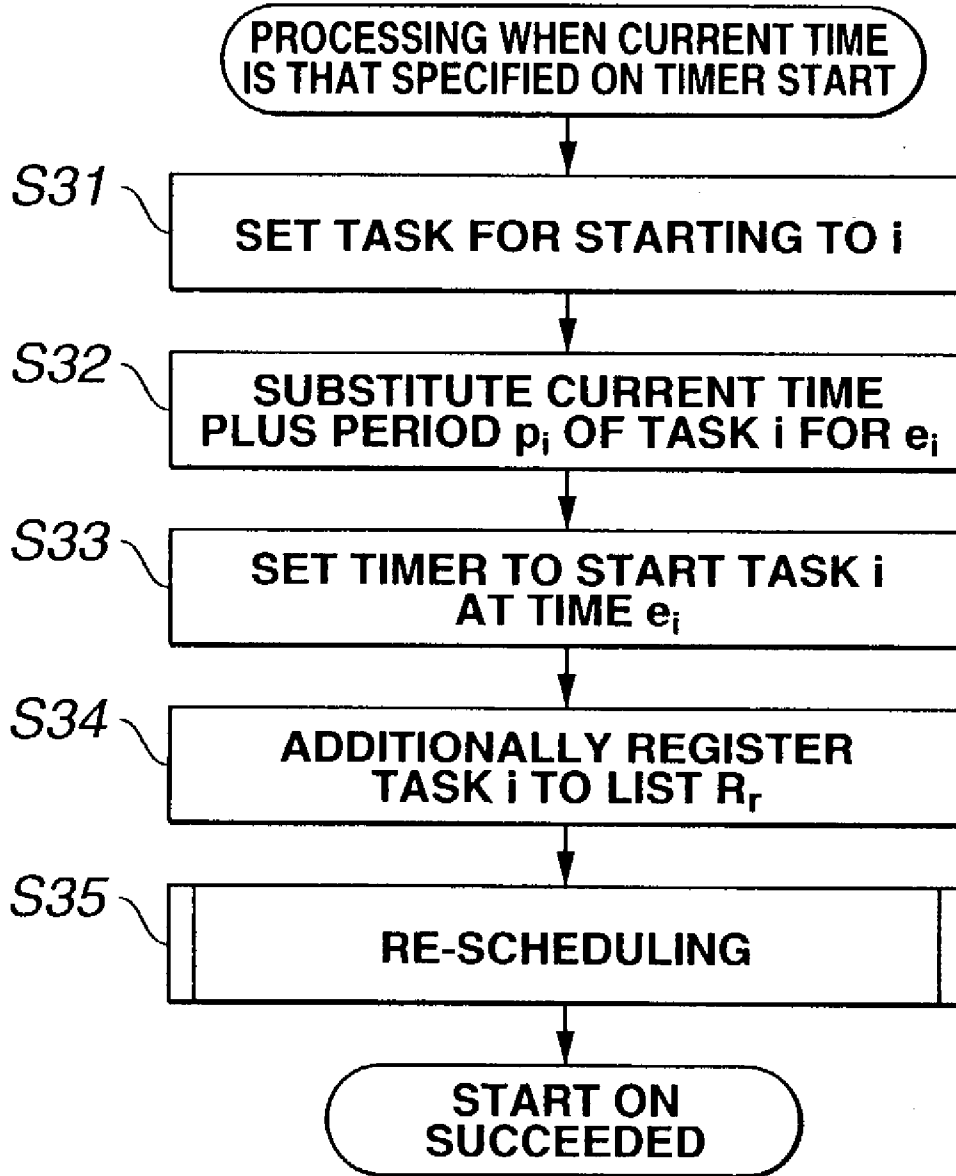 PROCESSING WHEN CURRENT TIME
IS THAT SPECIFIED ON TIMER START
S31
SET TASK FOR STARTING TO i
S32
SUBSTITUTE CURRENT TIME
PLUS PERIOD pi OF TASK i FOR ei
S33
SET TIMER TO START TASK i
AT TIME ei
S34
ADDITIONALLY REGISTER
TASK i TO LIST Rr
S35
RE-SCHEDULING
START ON
SUCCEEDED